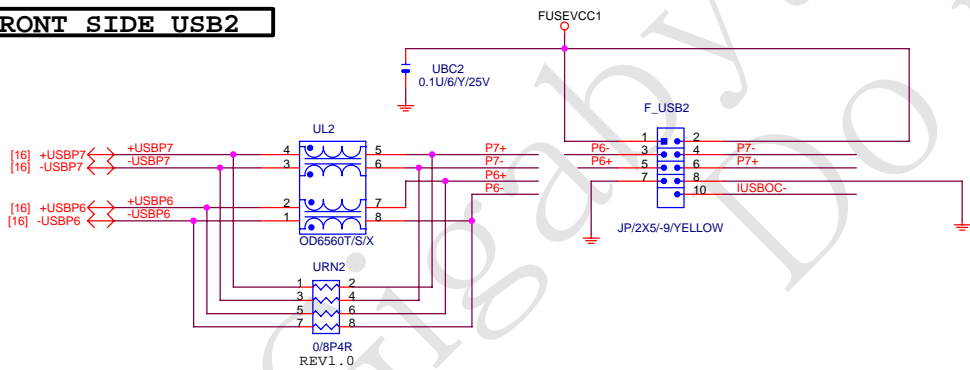 RONT SIDE USB2
FUSEVCC1
UBC2
0.1U/6/Y/25V
F_USB2
UL2
[16] +USBP7 +USBP7 4 5 P7+
[16] -USBP7 -USBP7 3 6 P7-
P6+
P6-
[16] +USBP6 +USBP6 2 7
[16] -USBP6 -USBP6 1 8
OD6560T/S/X
1 2
P6- 3 4 P7-
P6+ 5 6 P7+
7 8
10 IUSBOC-
JP/2X5/-9/YELLOW
URN2
1 2
3 4
5 6
7 8
0/8P4R
REV1.0
Gigaby
Do